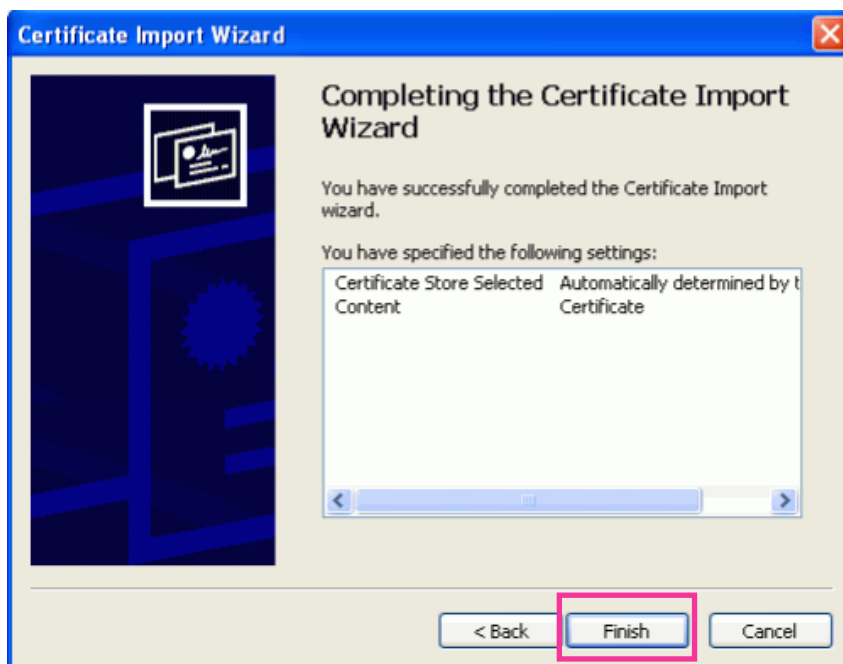 Certificate Import Wizard
Completing the Certificate Import
Wizard
You have successfully completed the Certificate Import
wizard.
You have specified the following settings:
Certificate Store Selected Automatically determined by t
Content Certificate
< Back Finish Cancel